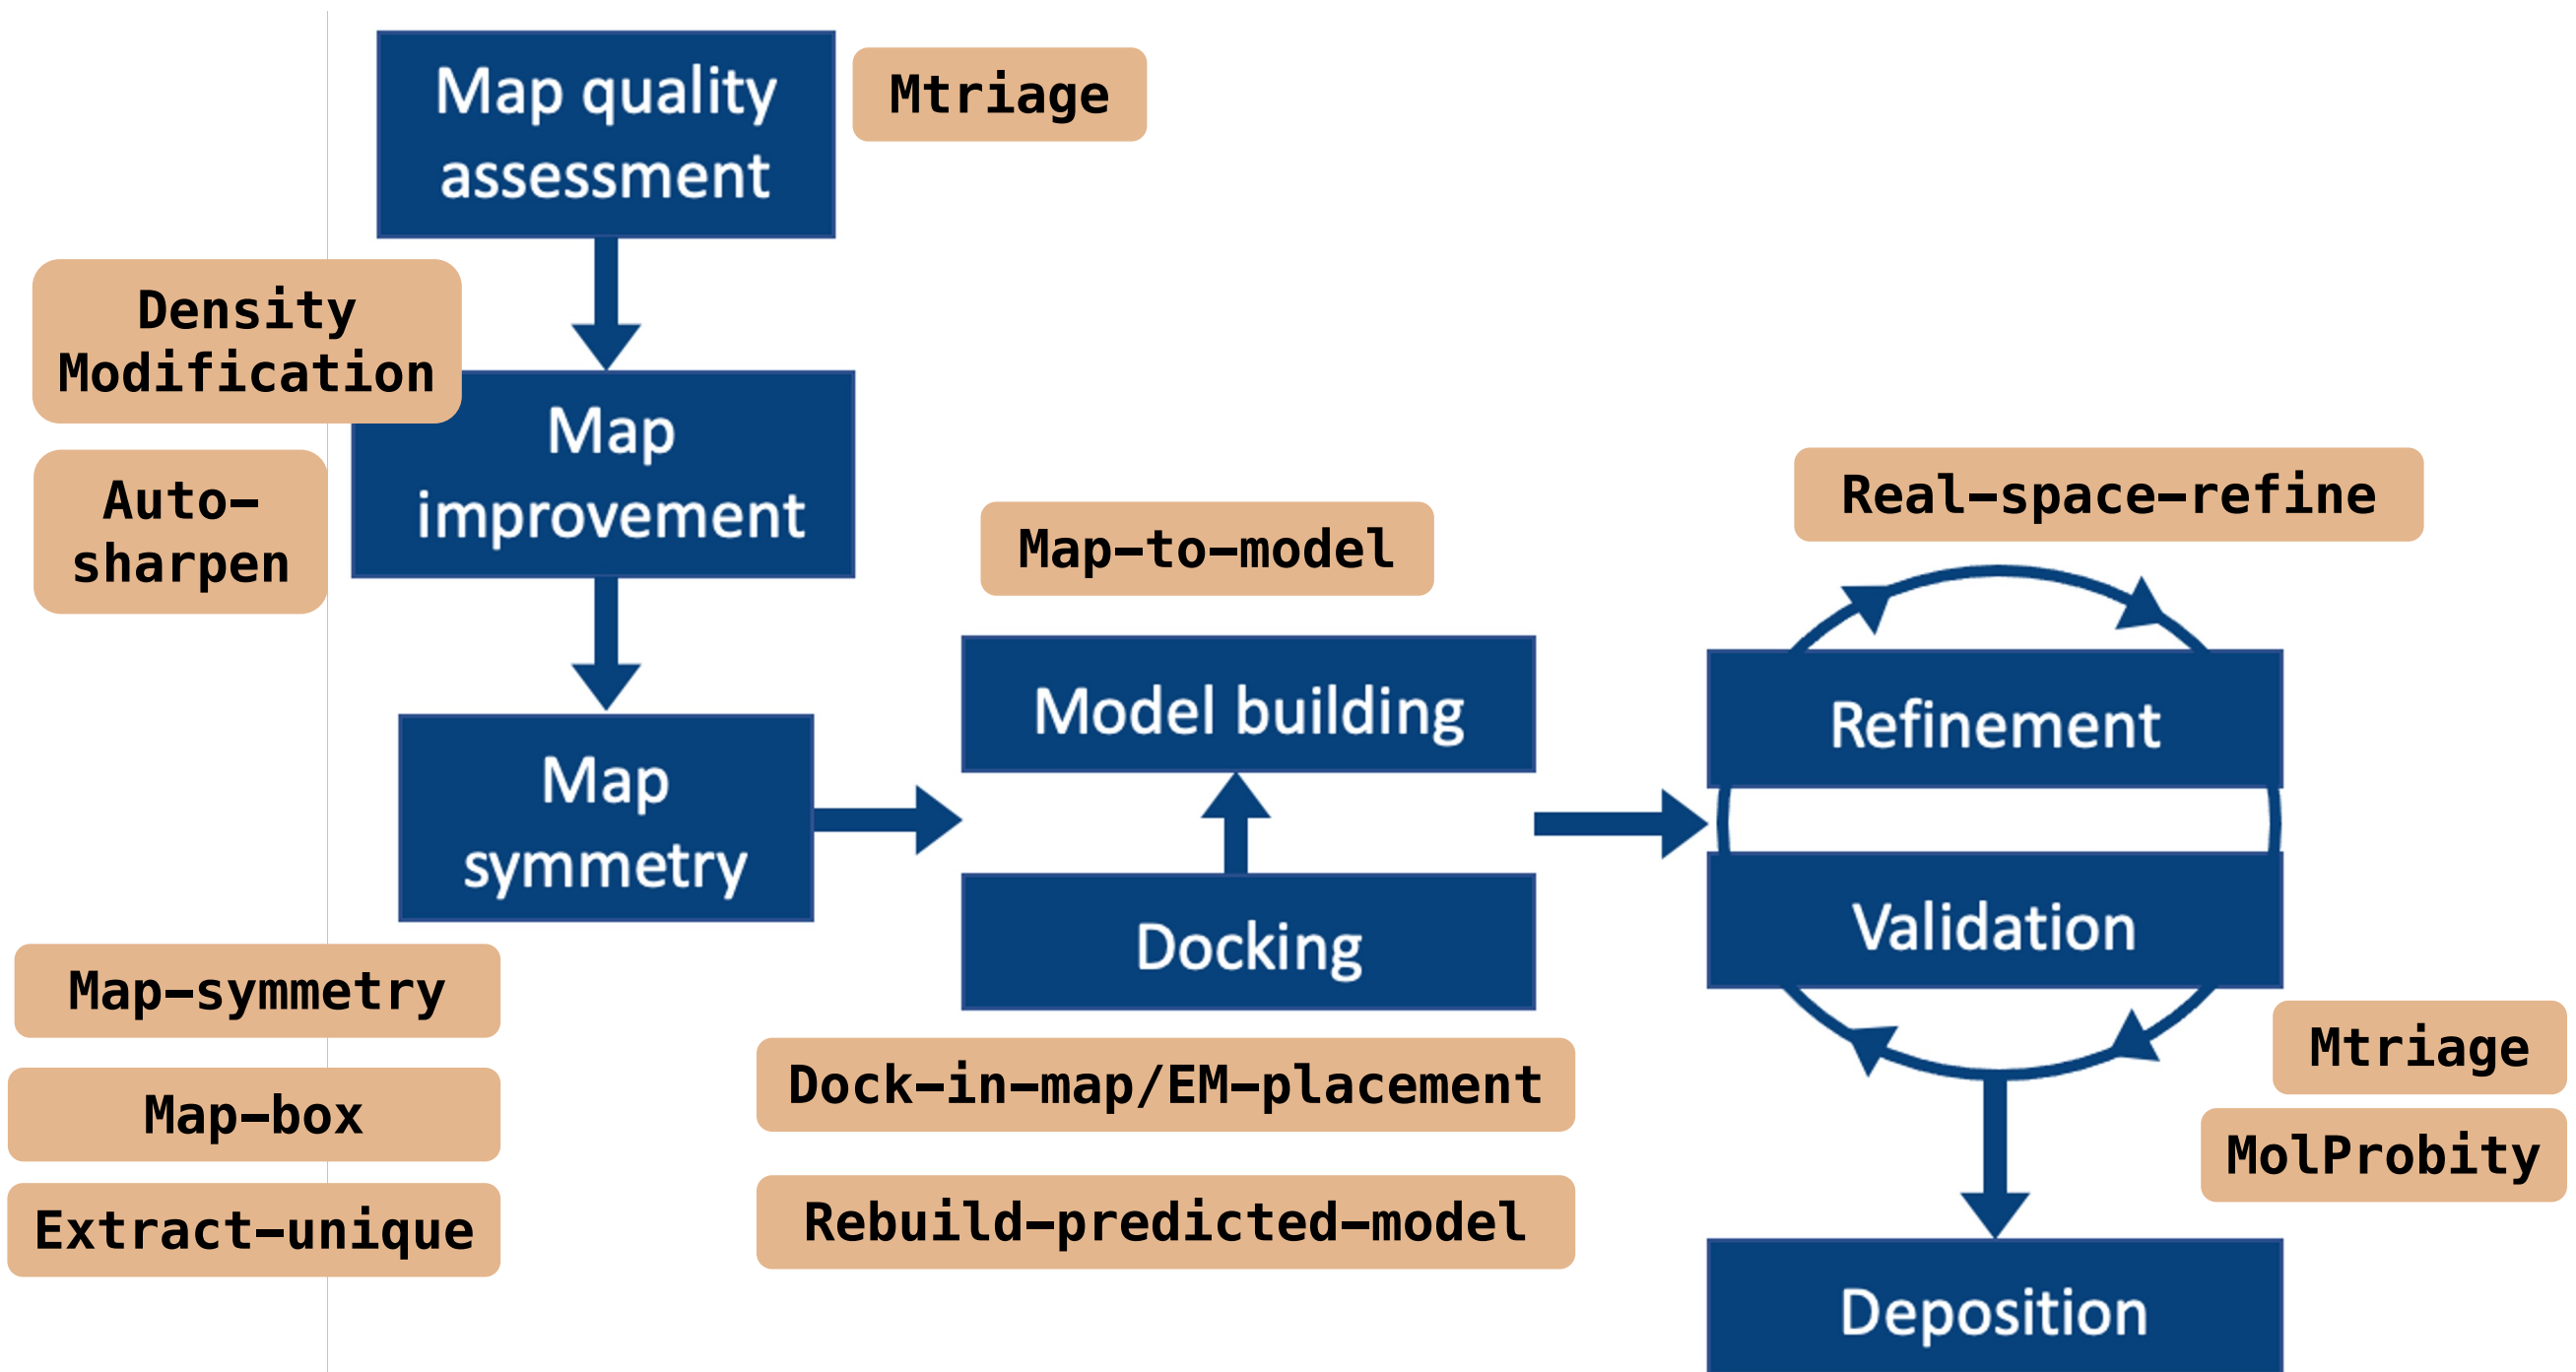 Map quality
assessment
Mtriage
Density
Modification
Map
improvement
Auto-
sharpen
Map
symmetry
Map-symmetry
Map-box
Extract-unique
Map-to-model
Model building
Docking
Dock-in-map/EM-placement
Rebuild-predicted-model
Real-space-refine
Refinement
Validation
Mtriage
MolProbity
Deposition